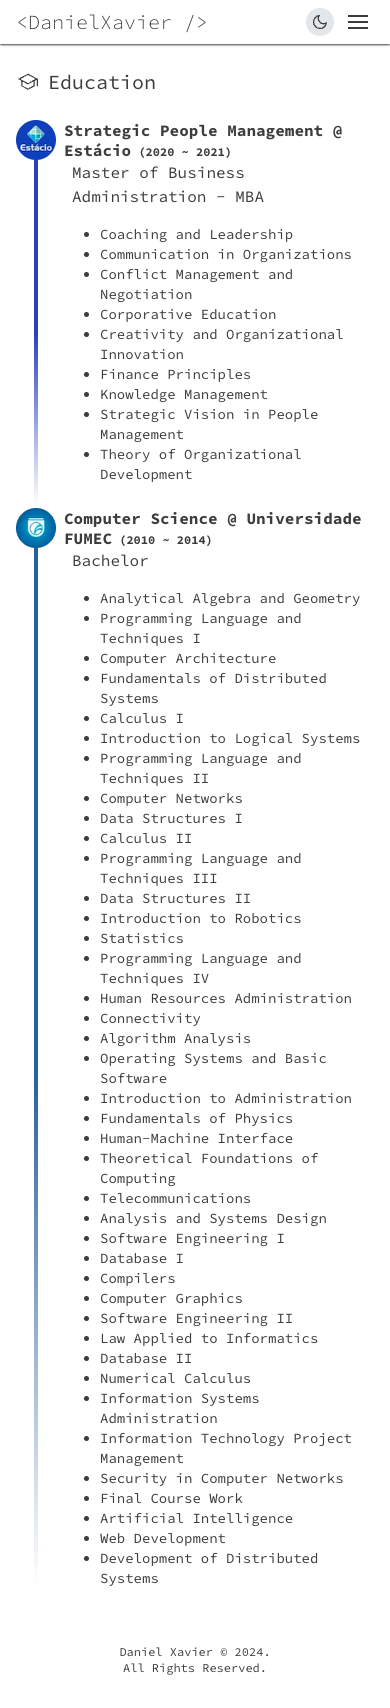 <DanielXavier />
Education
Estácio
Strategic People Management @
Estácio (2020 ~ 2021)
Master of Business
Administration - MBA
Coaching and Leadership
Communication in Organizations
Conflict Management and
Negotiation
Corporative Education
Creativity and Organizational
Innovation
Finance Principles
Knowledge Management
Strategic Vision in People
Management
Theory of Organizational
Development
Computer Science @ Universidade
FUMEC (2010 ~ 2014)
Bachelor
Analytical Algebra and Geometry
Programming Language and
Techniques I
Computer Architecture
Fundamentals of Distributed
Systems
Calculus I
Introduction to Logical Systems
Programming Language and
Techniques II
Computer Networks
Data Structures I
Calculus II
Programming Language and
Techniques III
Data Structures II
Introduction to Robotics
Statistics
Programming Language and
Techniques IV
Human Resources Administration
Connectivity
Algorithm Analysis
Operating Systems and Basic
Software
Introduction to Administration
Fundamentals of Physics
Human-Machine Interface
Theoretical Foundations of
Computing
Telecommunications
Analysis and Systems Design
Software Engineering I
Database I
Compilers
Computer Graphics
Software Engineering II
Law Applied to Informatics
Database II
Numerical Calculus
Information Systems
Administration
Information Technology Project
Management
Security in Computer Networks
Final Course Work
Artificial Intelligence
Web Development
Development of Distributed
Systems
Daniel Xavier © 2024.
All Rights Reserved.